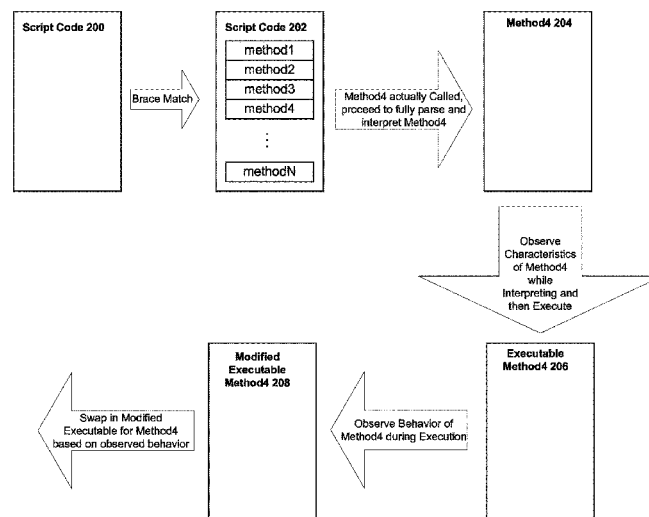 Script Code 200
Brace Match
Script Code 202
method1
method2
method3
method4
methodN
Method4 actually Called,
proceed to fully parse and
interpret Method4
Method4 204
Observe
Characteristics
of Method4
while
Interpreting and
then Execute
Executable
Method4 206
Observe Behavior of
Method4 during Execution
Modified
Executable
Method4 208
Swap in Modified
Executable for Method4
based on observed behavior